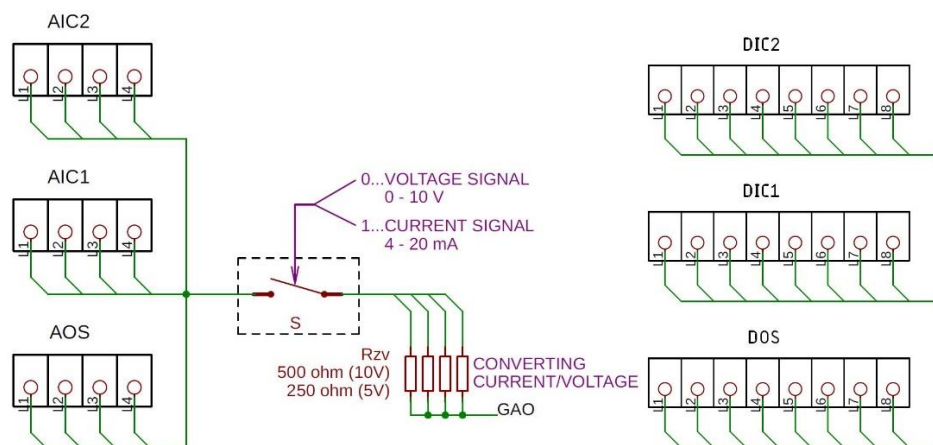 AIC2
L1 L2 L3 L4
AIC1
L1 L2 L3 L4
AOS
L1 L2 L3 L4
0...VOLTAGE SIGNAL
0 - 10 V
1...CURRENT SIGNAL
4 - 20 mA
S
Rzv
500 ohm (10V)
250 ohm (5V)
CONVERTING
CURRENT/VOLTAGE
GAO
DIC2
L1 L2 L3 L4 L5 L6 L7 L8
DIC1
L1 L2 L3 L4 L5 L6 L7 L8
DOS
L1 L2 L3 L4 L5 L6 L7 L8